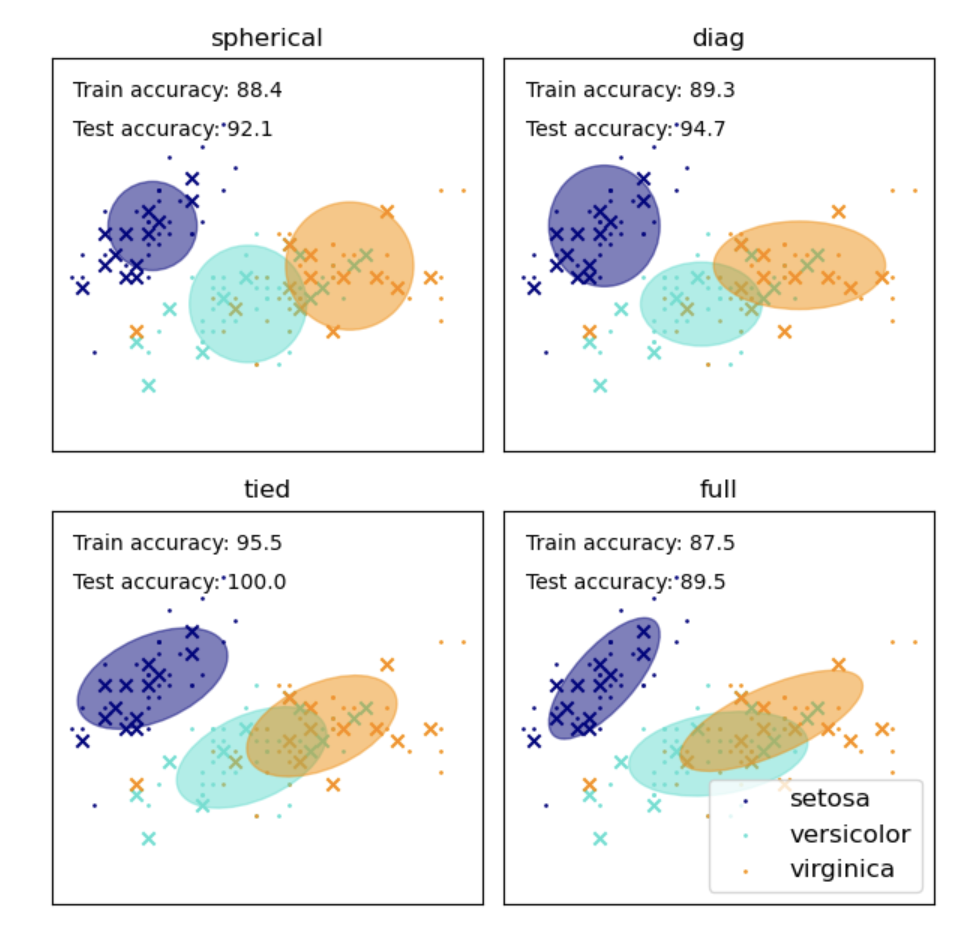 spherical
Train accuracy: 88.4
Test accuracy: 92.1
diag
Train accuracy: 89.3
Test accuracy: 94.7
tied
Train accuracy: 95.5
Test accuracy: 100.0
full
Train accuracy: 87.5
Test accuracy: 89.5
setosa
versicolor
virginica